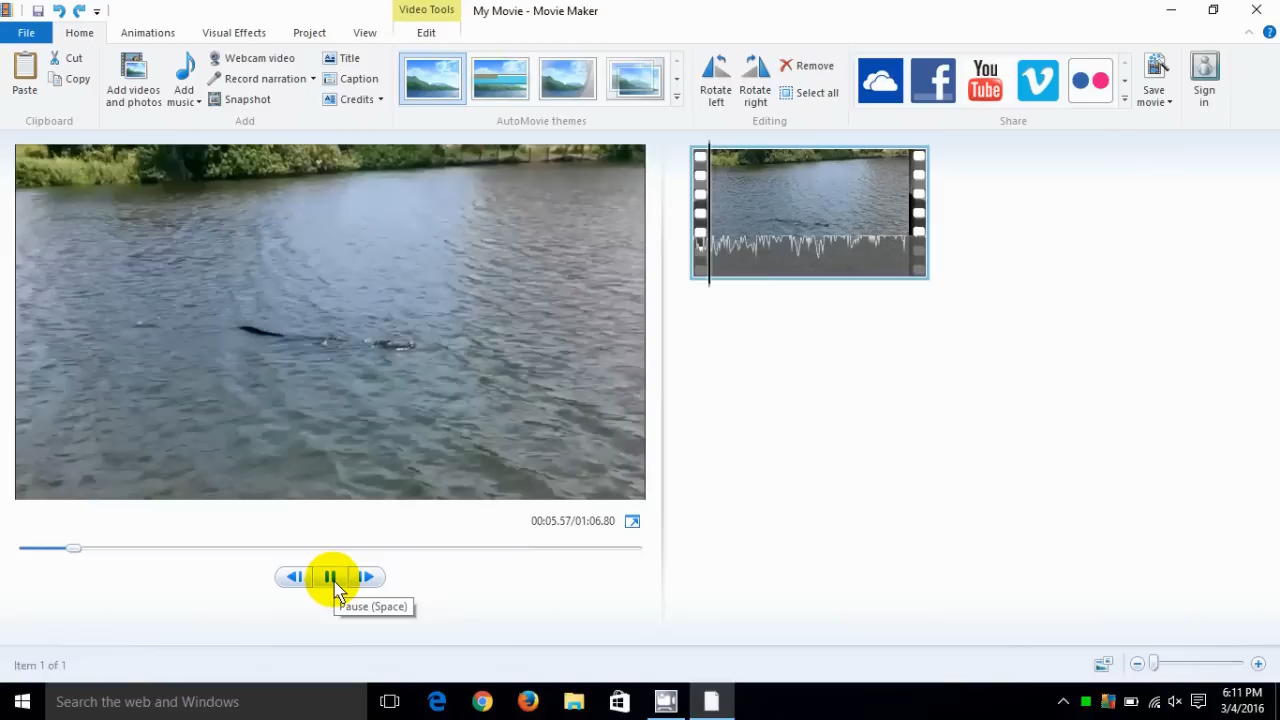 Video Tools
My Movie - Movie Maker
File
Home
Animations
Visual Effects
Project
View
Edit
Paste
Cut
Copy
Clipboard
Add videos
and photos
Add
music
Webcam video
Record narration
Snapshot
Title
Caption
Credits
Add
AutoMovie themes
Rotate
left
Rotate
right
Remove
Select all
Editing
You
Tube
Share
Save
movie
Sign
in
00:05.57/01:06.80
Pause (Space)
Item 1 of 1
Search the web and Windows
6:11 PM
3/4/2016